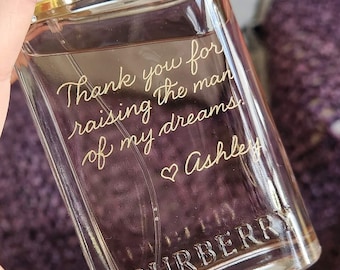 Thank you for
raising the man
of my dreams!
♡ Ashley
BURBERRY